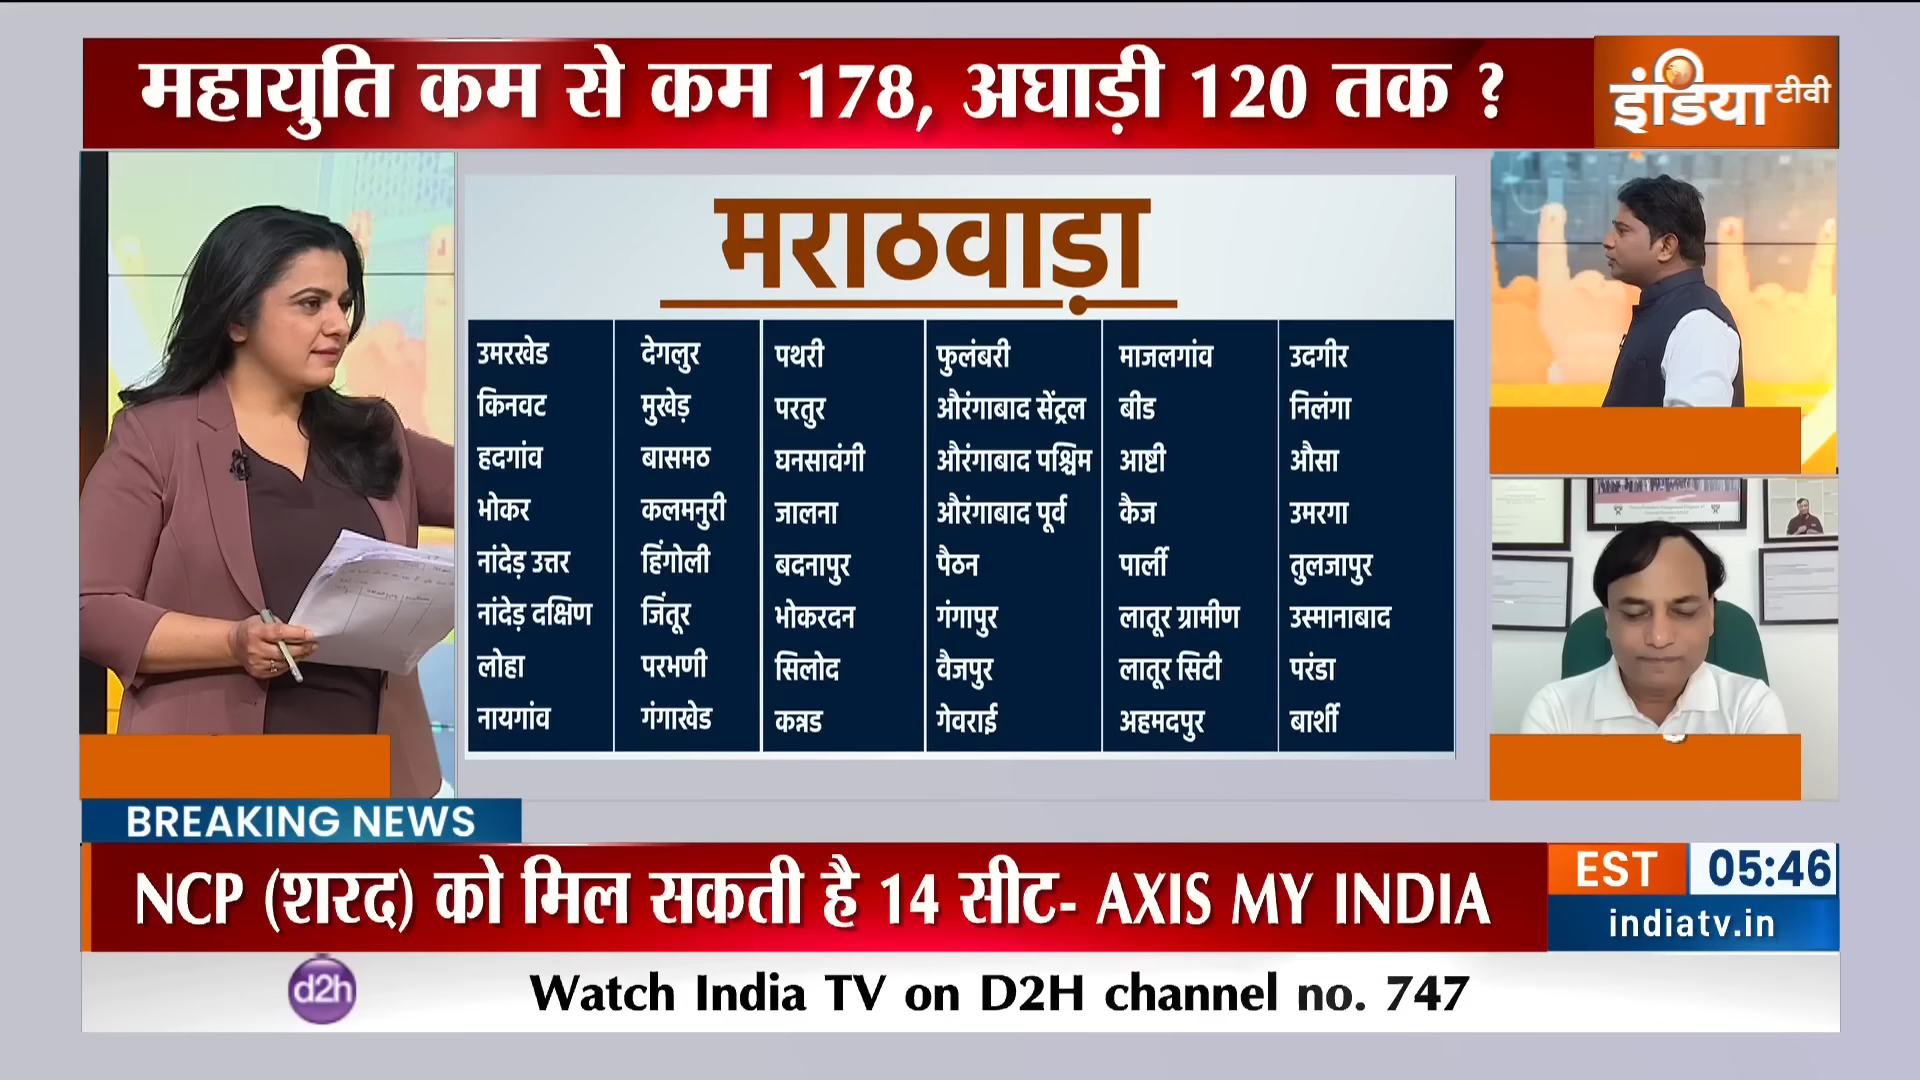 महायुति कम से कम 178, अघाड़ी 120 तक ?
इंडिया टीवी
मराठवाड़ा
उमरखेड देगलुर पथरी फुलंबरी माजलगांव उदगीर
किनवट मुखेड़ परतुर औरंगाबाद सेंट्रल बीड निलंगा
हदगांव बासमठ घनसावंगी औरंगाबाद पश्चिम आष्टी औसा
भोकर कलमनुरी जालना औरंगाबाद पूर्व कैज उमरगा
नांदेड़ उत्तर हिंगोली बदनापुर पैठन पार्ली तुलजापुर
नांदेड़ दक्षिण जिंतूर भोकरदन गंगापुर लातूर ग्रामीण उस्मानाबाद
लोहा परभणी सिलोद वैजपुर लातूर सिटी परंडा
नायगांव गंगाखेड कन्नड गेवराई अहमदपुर बार्शी
BREAKING NEWS
NCP (शरद) को मिल सकती है 14 सीट- AXIS MY INDIA
EST 05:46
indiatv.in
d2h
Watch India TV on D2H channel no. 747